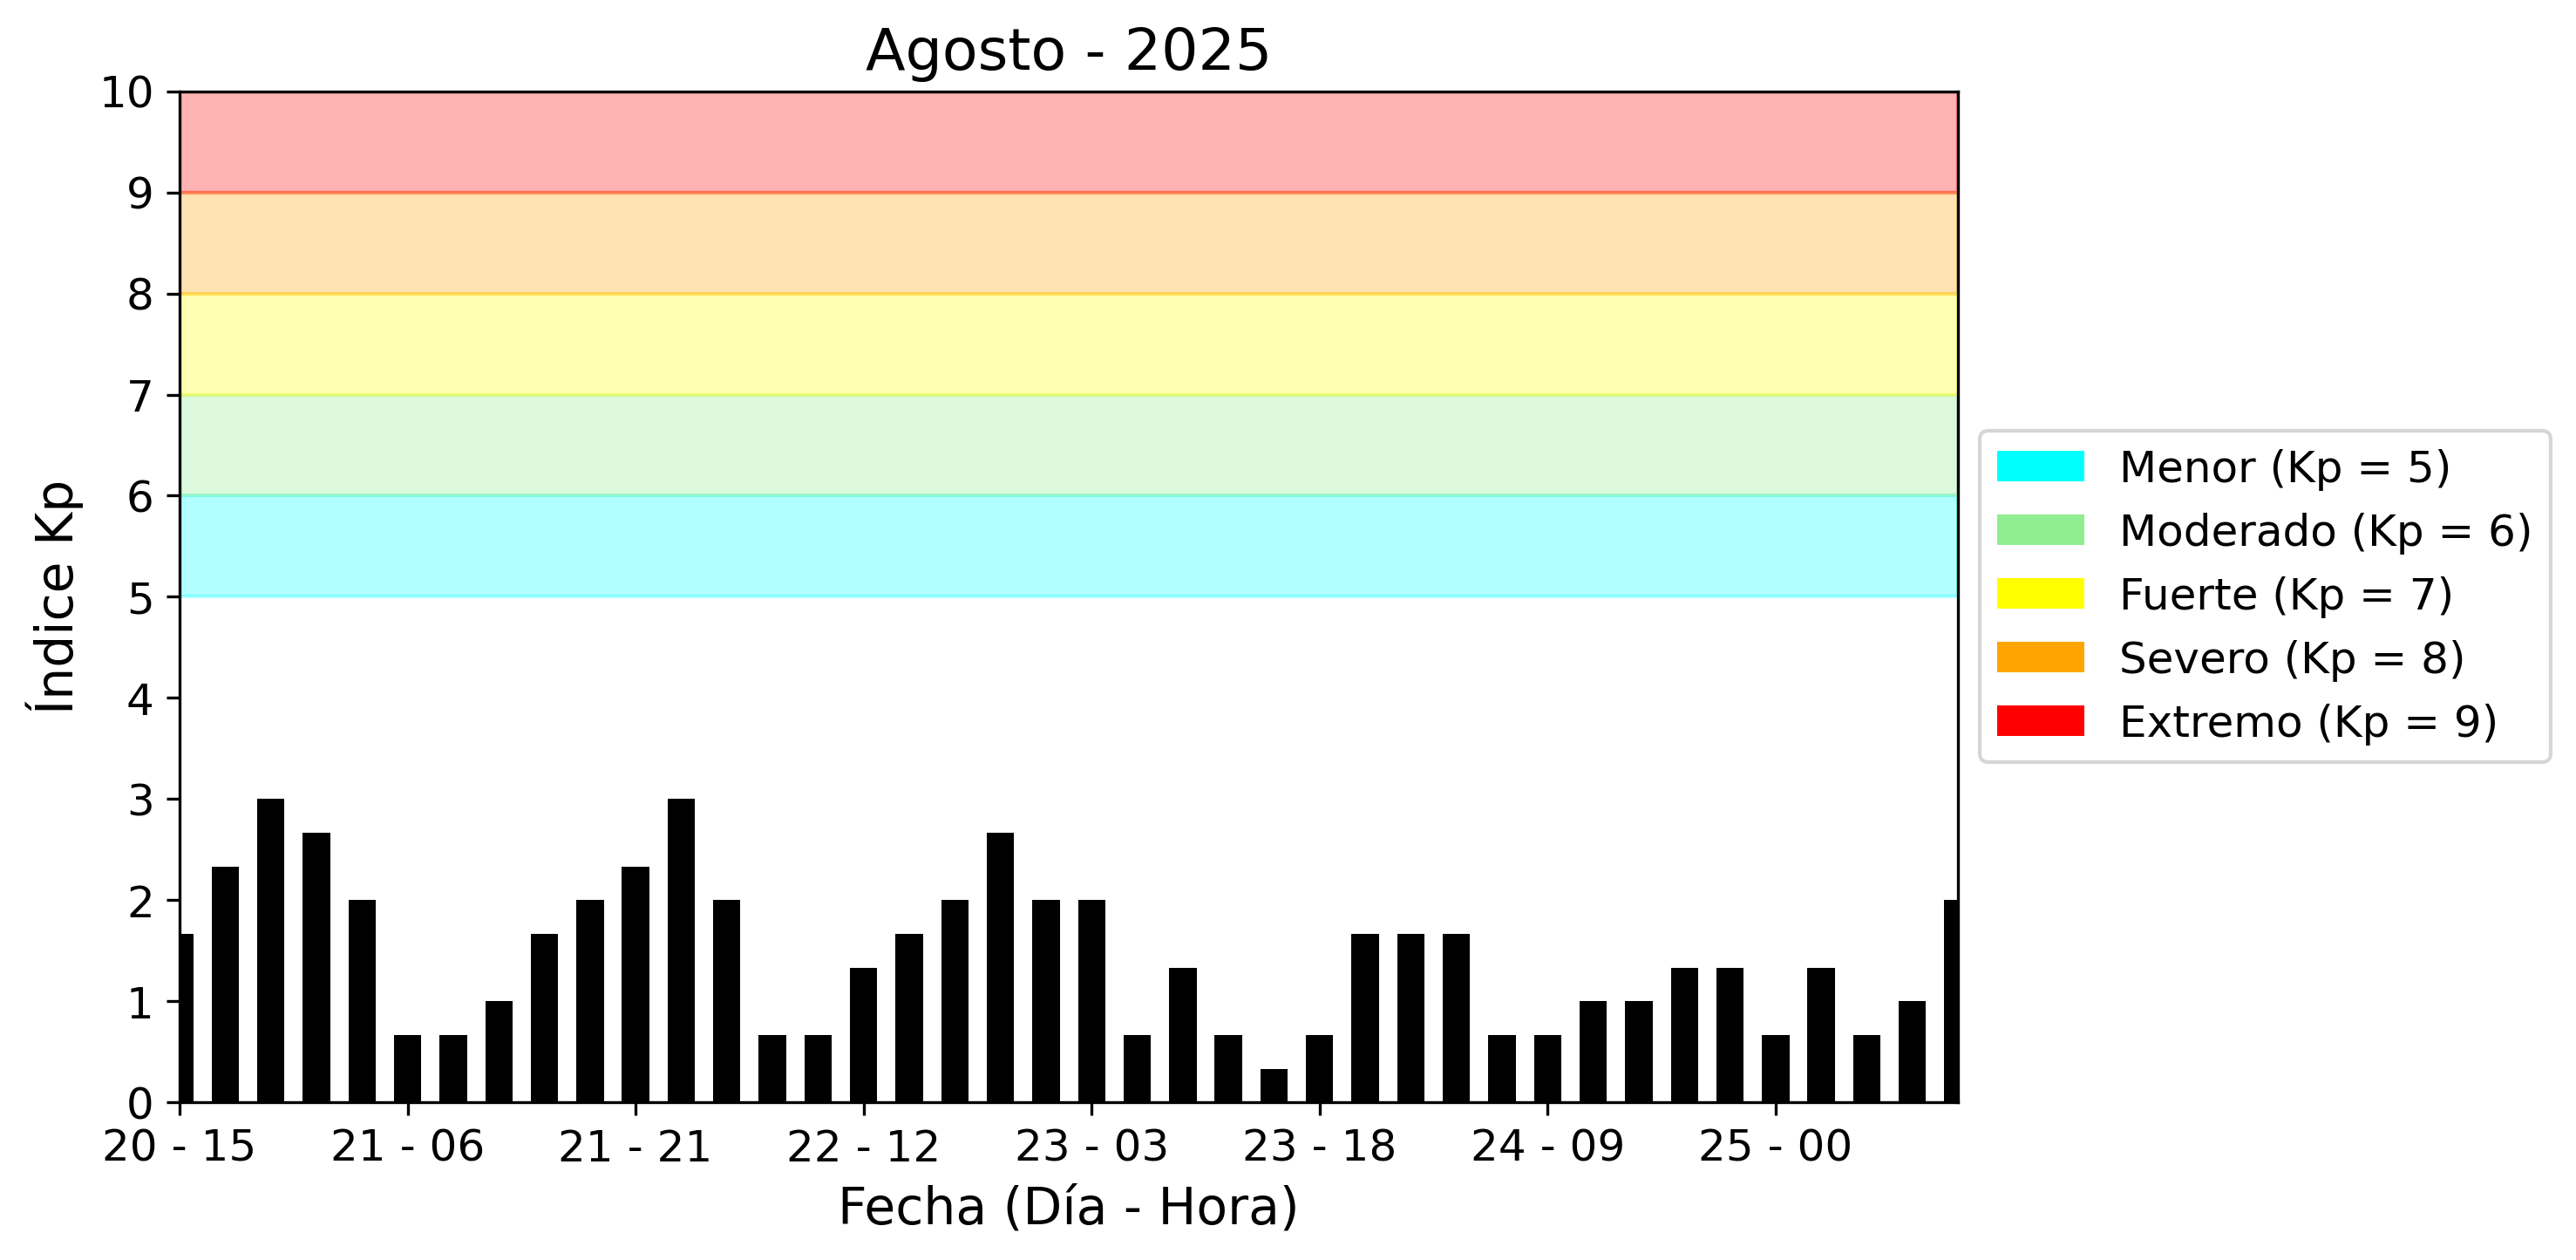 Agosto - 2025
10
9
8
7
6
5
4
3
2
1
0
Índice Kp
20 - 15
21 - 06
21 - 21
22 - 12
23 - 03
23 - 18
24 - 09
25 - 00
Fecha (Día - Hora)
Menor (Kp = 5)
Moderado (Kp = 6)
Fuerte (Kp = 7)
Severo (Kp = 8)
Extremo (Kp = 9)